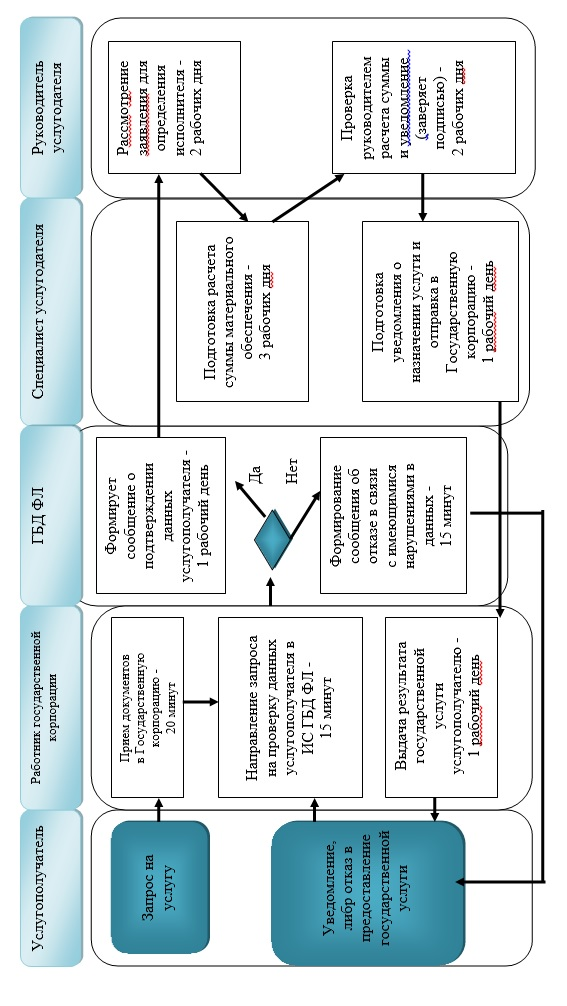 Услугополучатель
Работник государственной
корпорации
ГБД ФЛ
Специалист услугодателя
Руководитель
услугодателя
Запрос на
услугу
Уведомление,
либр отказ в
предоставление
государственной
услуги
Прием документов
в Государственную
корпорацию -
20 минут
Направление запроса
на проверку данных
услугополучателя в
ИС ГБД ФЛ -
15 минут
Выдача результата
государственной
услуги
услугополучателю -
1 рабочий день
Формирует
сообщение о
подтверждении
данных
услугополучателя -
1 рабочий день
Да
Нет
Формирование
сообщения об
отказе в связи
с имеющимися
нарушениями в
данных -
15 минут
Подготовка расчета
суммы материального
обеспечения -
3 рабочих дня
Подготовка
уведомления о
назначении услуги и
отправка в
Государственную
корпорацию -
1 рабочий день
Рассмотрение
заявления для
определения
исполнителя -
2 рабочих дня
Проверка
руководителем
расчета суммы
и уведомление
(заверяет
подписью) -
2 рабочих дня